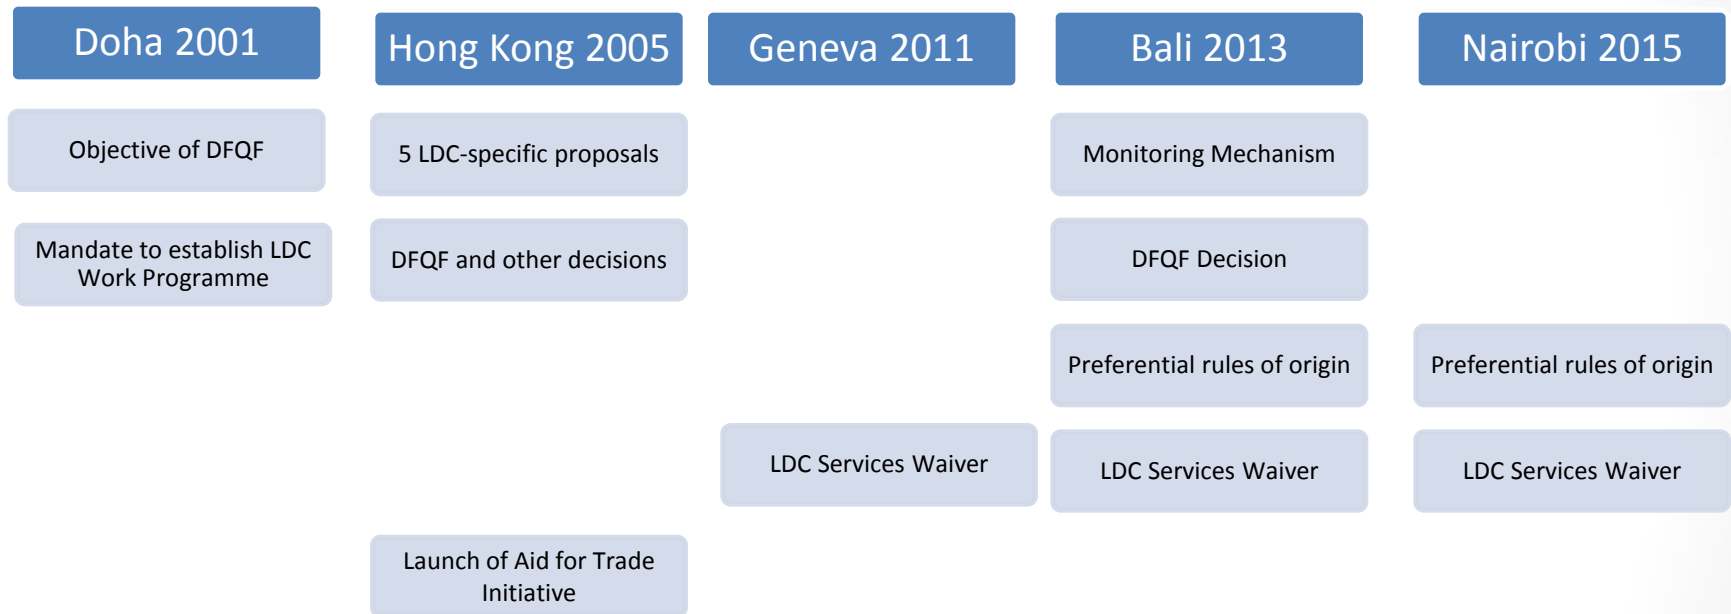 Doha 2001
Hong Kong 2005
Geneva 2011
Bali 2013
Nairobi 2015
Objective of DFQF
5 LDC-specific proposals
Monitoring Mechanism
Mandate to establish LDC
Work Programme
DFQF and other decisions
DFQF Decision
Preferential rules of origin
Preferential rules of origin
LDC Services Waiver
LDC Services Waiver
LDC Services Waiver
Launch of Aid for Trade
Initiative